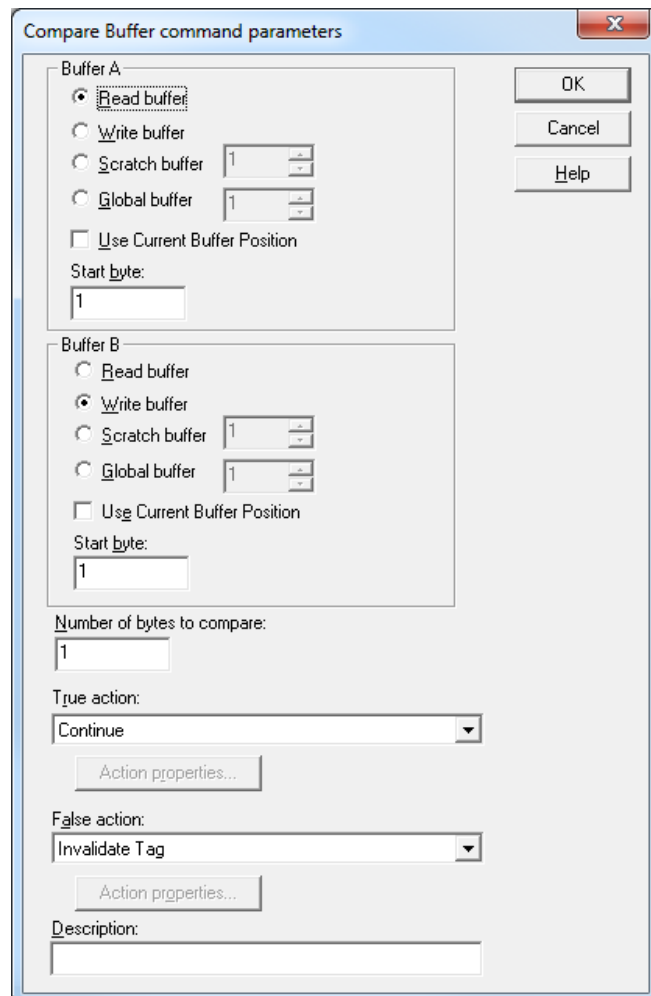 Compare Buffer command parameters
Buffer A
Read buffer
Write buffer
Scratch buffer 1
Global buffer 1
Use Current Buffer Position
Start byte:
1
OK
Cancel
Help
Buffer B
Read buffer
Write buffer
Scratch buffer 1
Global buffer 1
Use Current Buffer Position
Start byte:
1
Number of bytes to compare:
1
True action:
Continue
Action properties...
False action:
Invalidate Tag
Action properties...
Description: